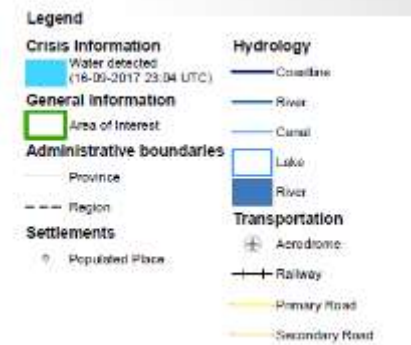 Legend
Crisis Information
Water detected
(16-09-2017 23:04 UTC)
General Information
Area of Interest
Administrative boundaries
Province
Region
Settlements
Populated Place
Hydrology
Coastline
River
Canal
Lake
River
Transportation
Aerodrome
Railway
Primary Road
Secondary Road